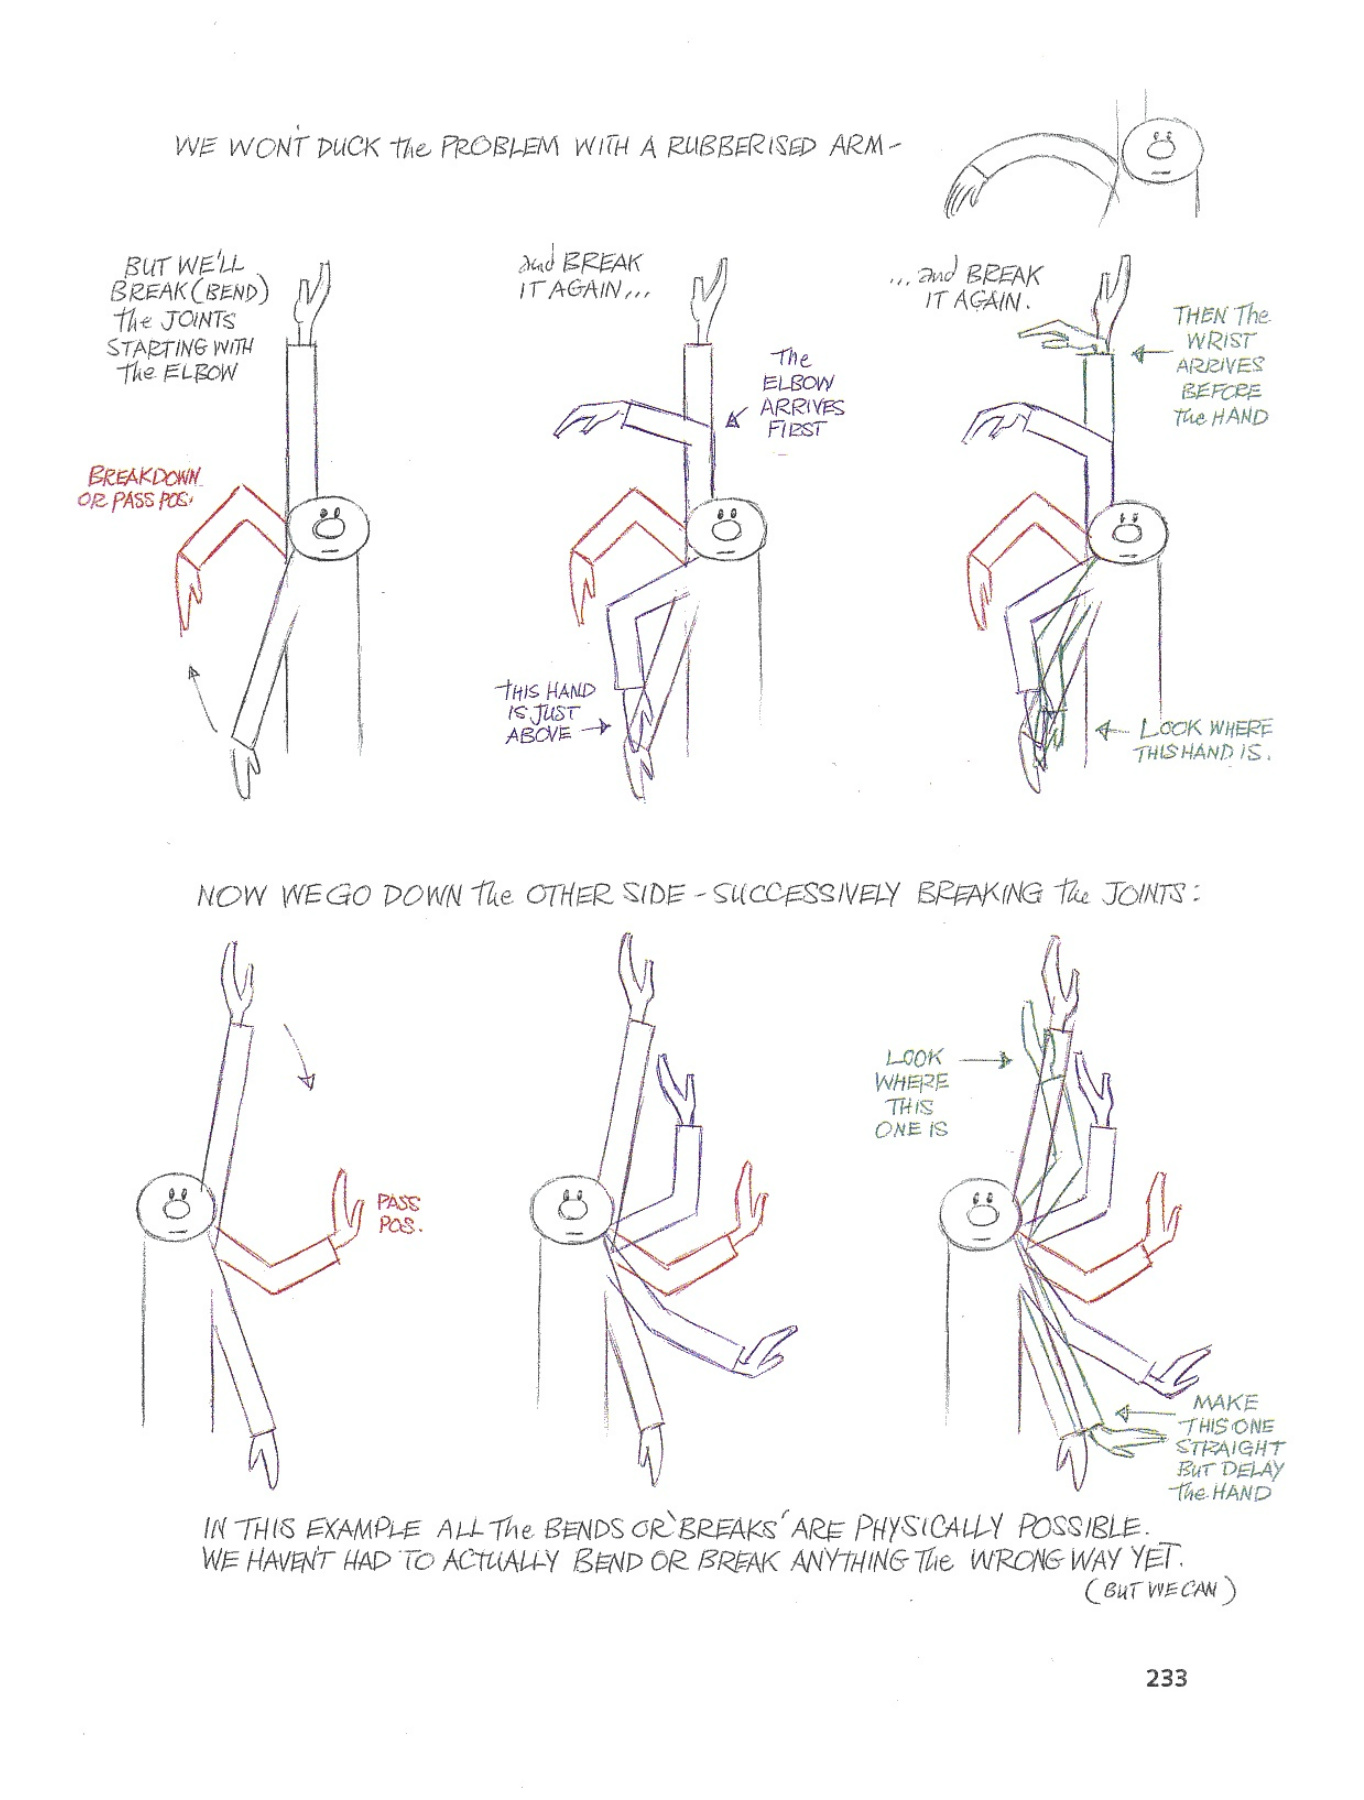 WE WON'T DUCK the PROBLEM WITH A RUBBERISED ARM-
BUT WE'LL
BREAK (BEND)
the JOINTS
STARTING WITH
the ELBOW
and BREAK
IT AGAIN...
... and BREAK
IT AGAIN.
THEN the
WRIST
ARRIVES
BEFORE
the HAND
The
ELBOW
ARRIVES
FIRST
BREAKDOWN
OR PASS POS.
THIS HAND
IS JUST
ABOVE
LOOK WHERE
THIS HAND IS.
NOW WE GO DOWN the OTHER SIDE - SUCCESSIVELY BREAKING the JOINTS:
LOOK
WHERE
THIS
ONE IS
PASS
POS.
MAKE
THIS ONE
STRAIGHT
BUT DELAY
the HAND
IN THIS EXAMPLE ALL the BENDS OR 'BREAKS' ARE PHYSICALLY POSSIBLE.
WE HAVEN'T HAD TO ACTUALLY BEND OR BREAK ANYTHING the WRONG WAY YET.
(BUT WE CAN)
233